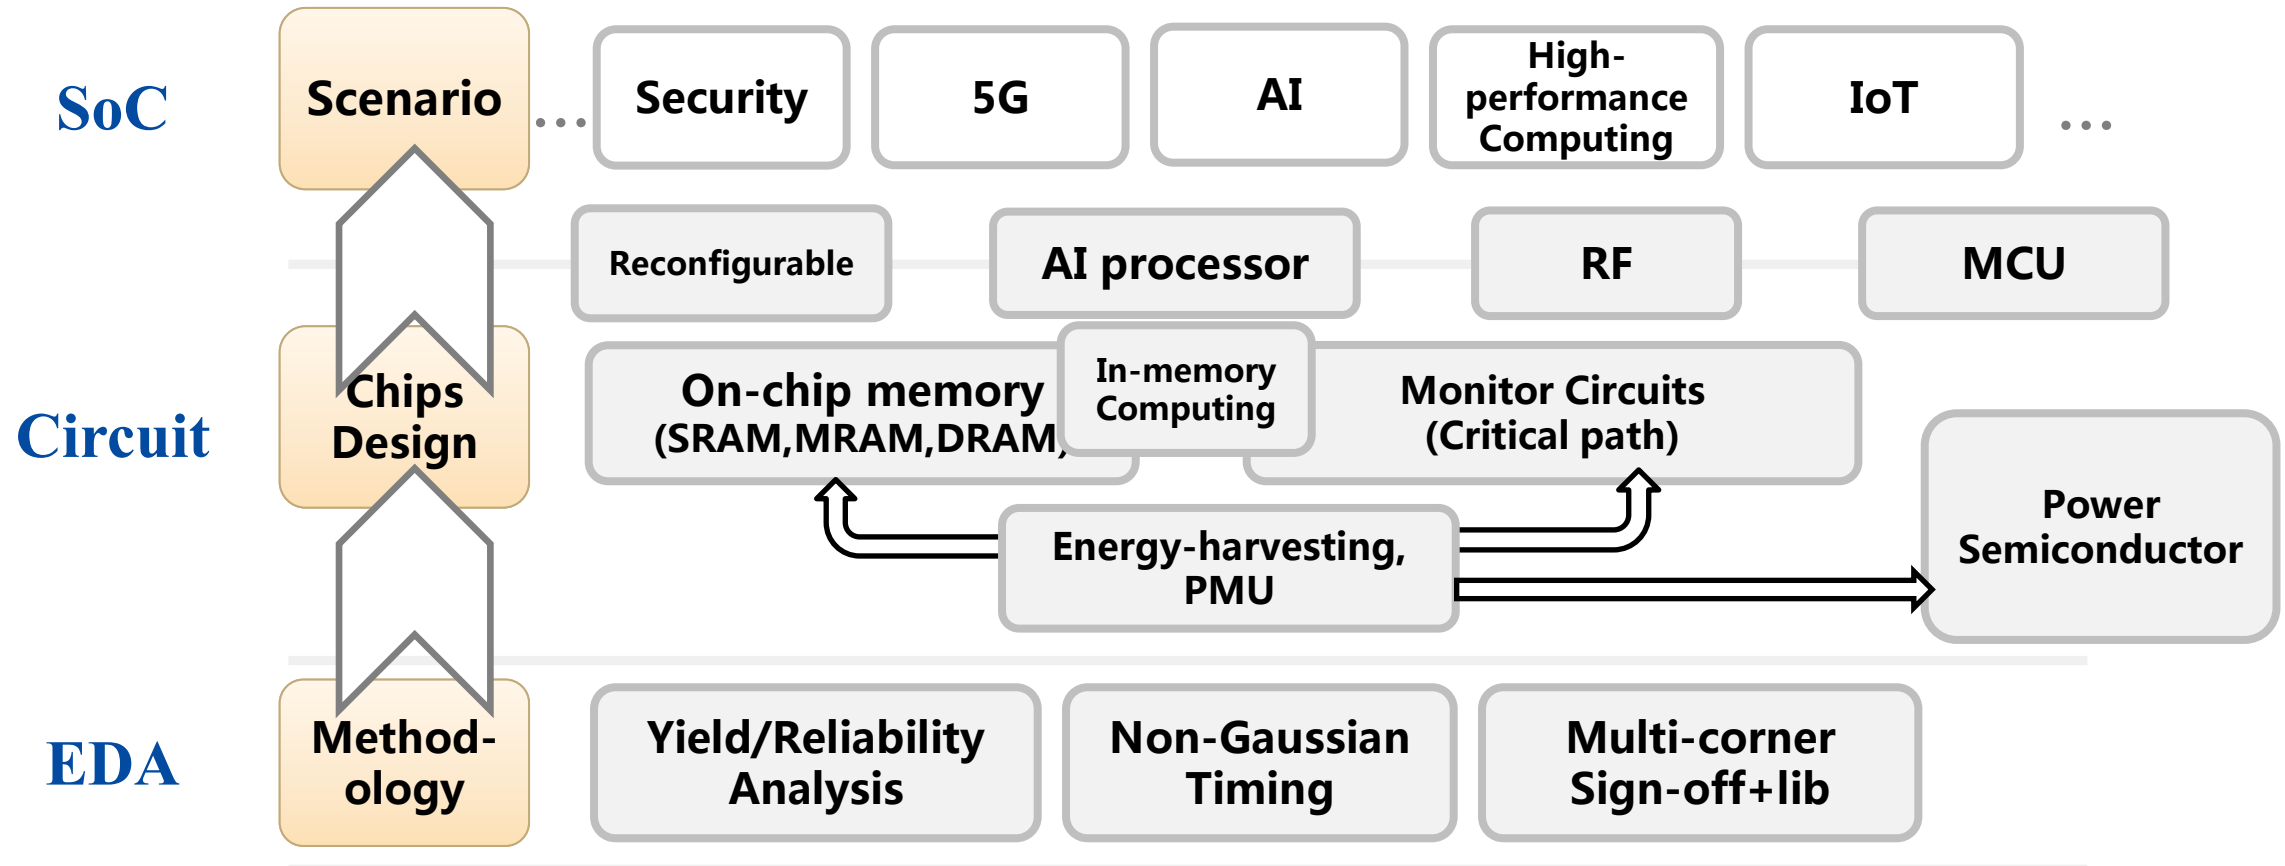 SoC
Scenario
...
Security
5G
AI
High-
performance
Computing
IoT
...
Reconfigurable
AI processor
RF
MCU
Circuit
Chips
Design
On-chip memory
(SRAM,MRAM,DRAM)
In-memory
Computing
Monitor Circuits
(Critical path)
Energy-harvesting,
PMU
Power
Semiconductor
EDA
Method-
ology
Yield/Reliability
Analysis
Non-Gaussian
Timing
Multi-corner
Sign-off+lib